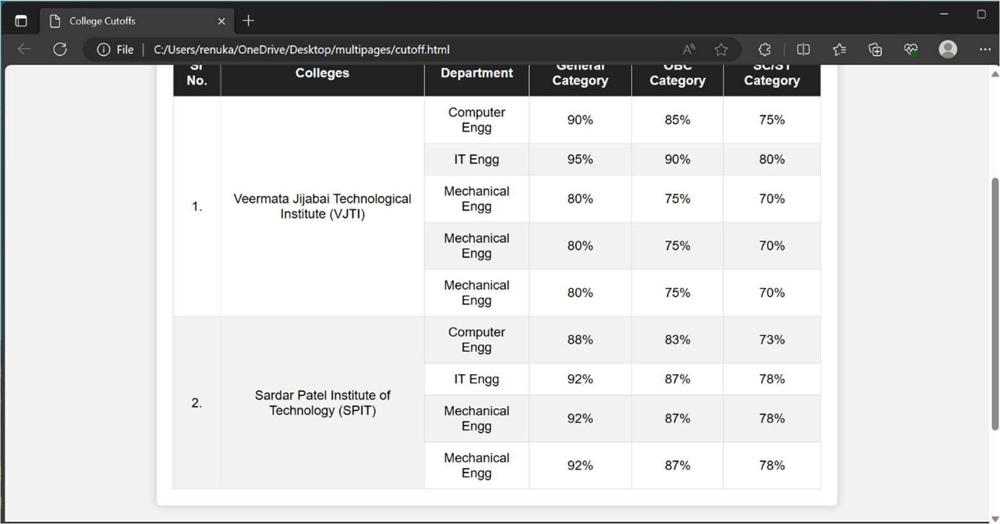 College Cutoffs
File
C:/Users/renuka/OneDrive/Desktop/multipages/cutoff.html
Sr No. Colleges Department General Category OBC Category SC/ST Category
1.
Veermata Jijabai Technological
Institute (VJTI)
Computer
Engg
90% 85% 75%
IT Engg 95% 90% 80%
Mechanical
Engg
80% 75% 70%
Mechanical
Engg
80% 75% 70%
Mechanical
Engg
80% 75% 70%
2.
Sardar Patel Institute of
Technology (SPIT)
Computer
Engg
88% 83% 73%
IT Engg 92% 87% 78%
Mechanical
Engg
92% 87% 78%
Mechanical
Engg
92% 87% 78%